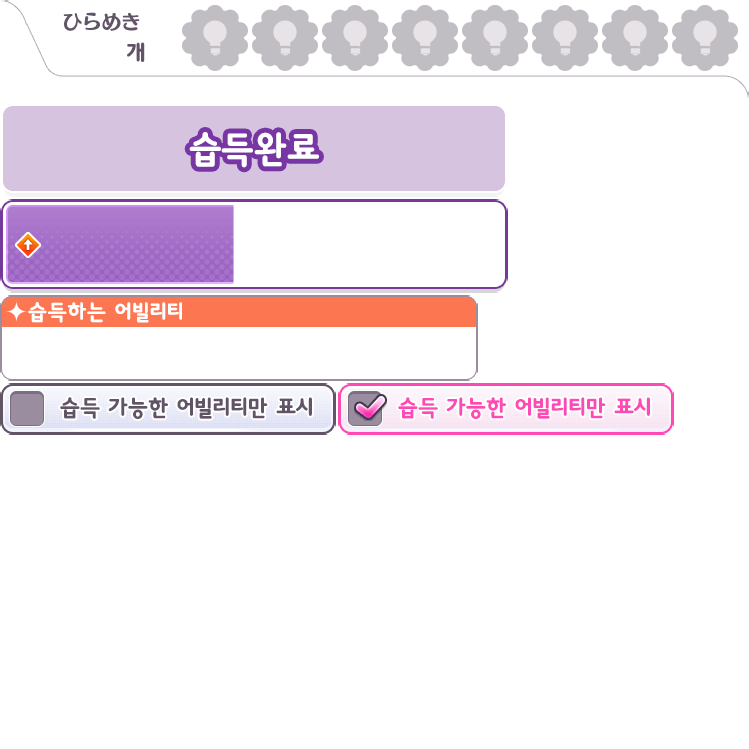 ひらめき
개
습득완료
습득하는 어빌리티
습득 가능한 어빌리티만 표시
습득 가능한 어빌리티만 표시